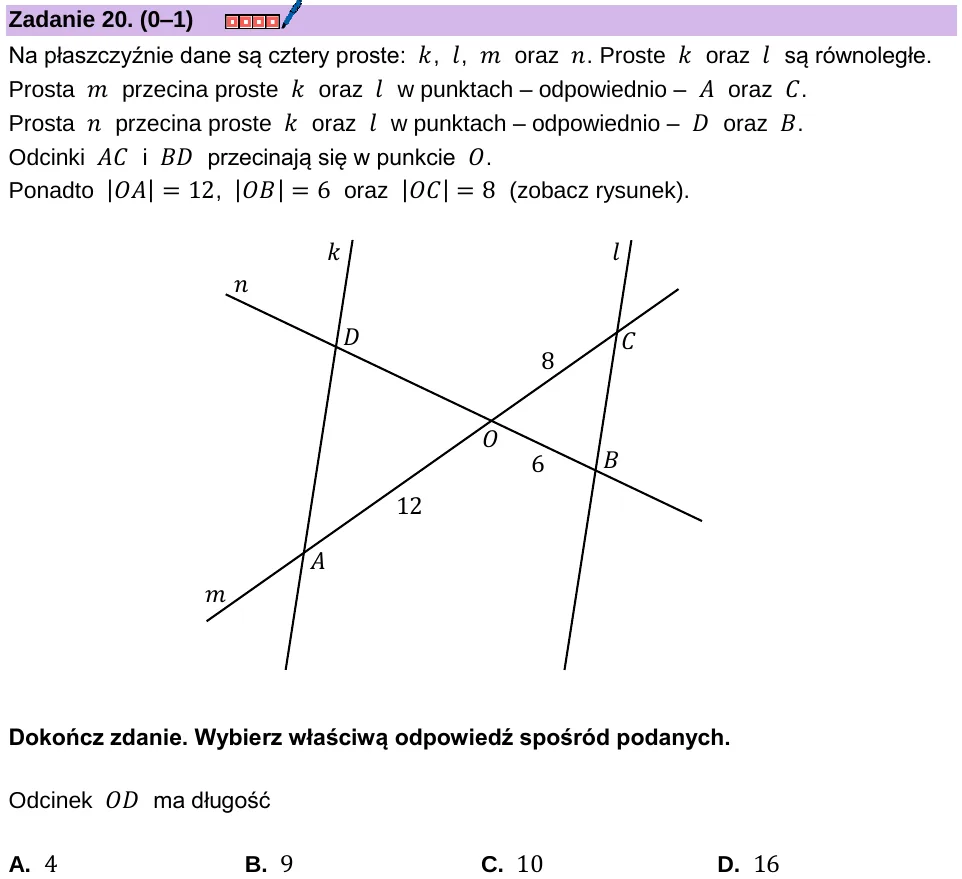 Zadanie 20. (0–1)
Na płaszczyźnie dane są cztery proste: k, l, m oraz n. Proste k oraz l są równoległe.
Prosta m przecina proste k oraz l w punktach – odpowiednio – A oraz C.
Prosta n przecina proste k oraz l w punktach – odpowiednio – D oraz B.
Odcinki AC i BD przecinają się w punkcie O.
Ponadto |OA| = 12, |OB| = 6 oraz |OC| = 8 (zobacz rysunek).
k
l
n
D
C
8
O
6
B
12
A
m
Dokończ zdanie. Wybierz właściwą odpowiedź spośród podanych.
Odcinek OD ma długość
A. 4 B. 9 C. 10 D. 16